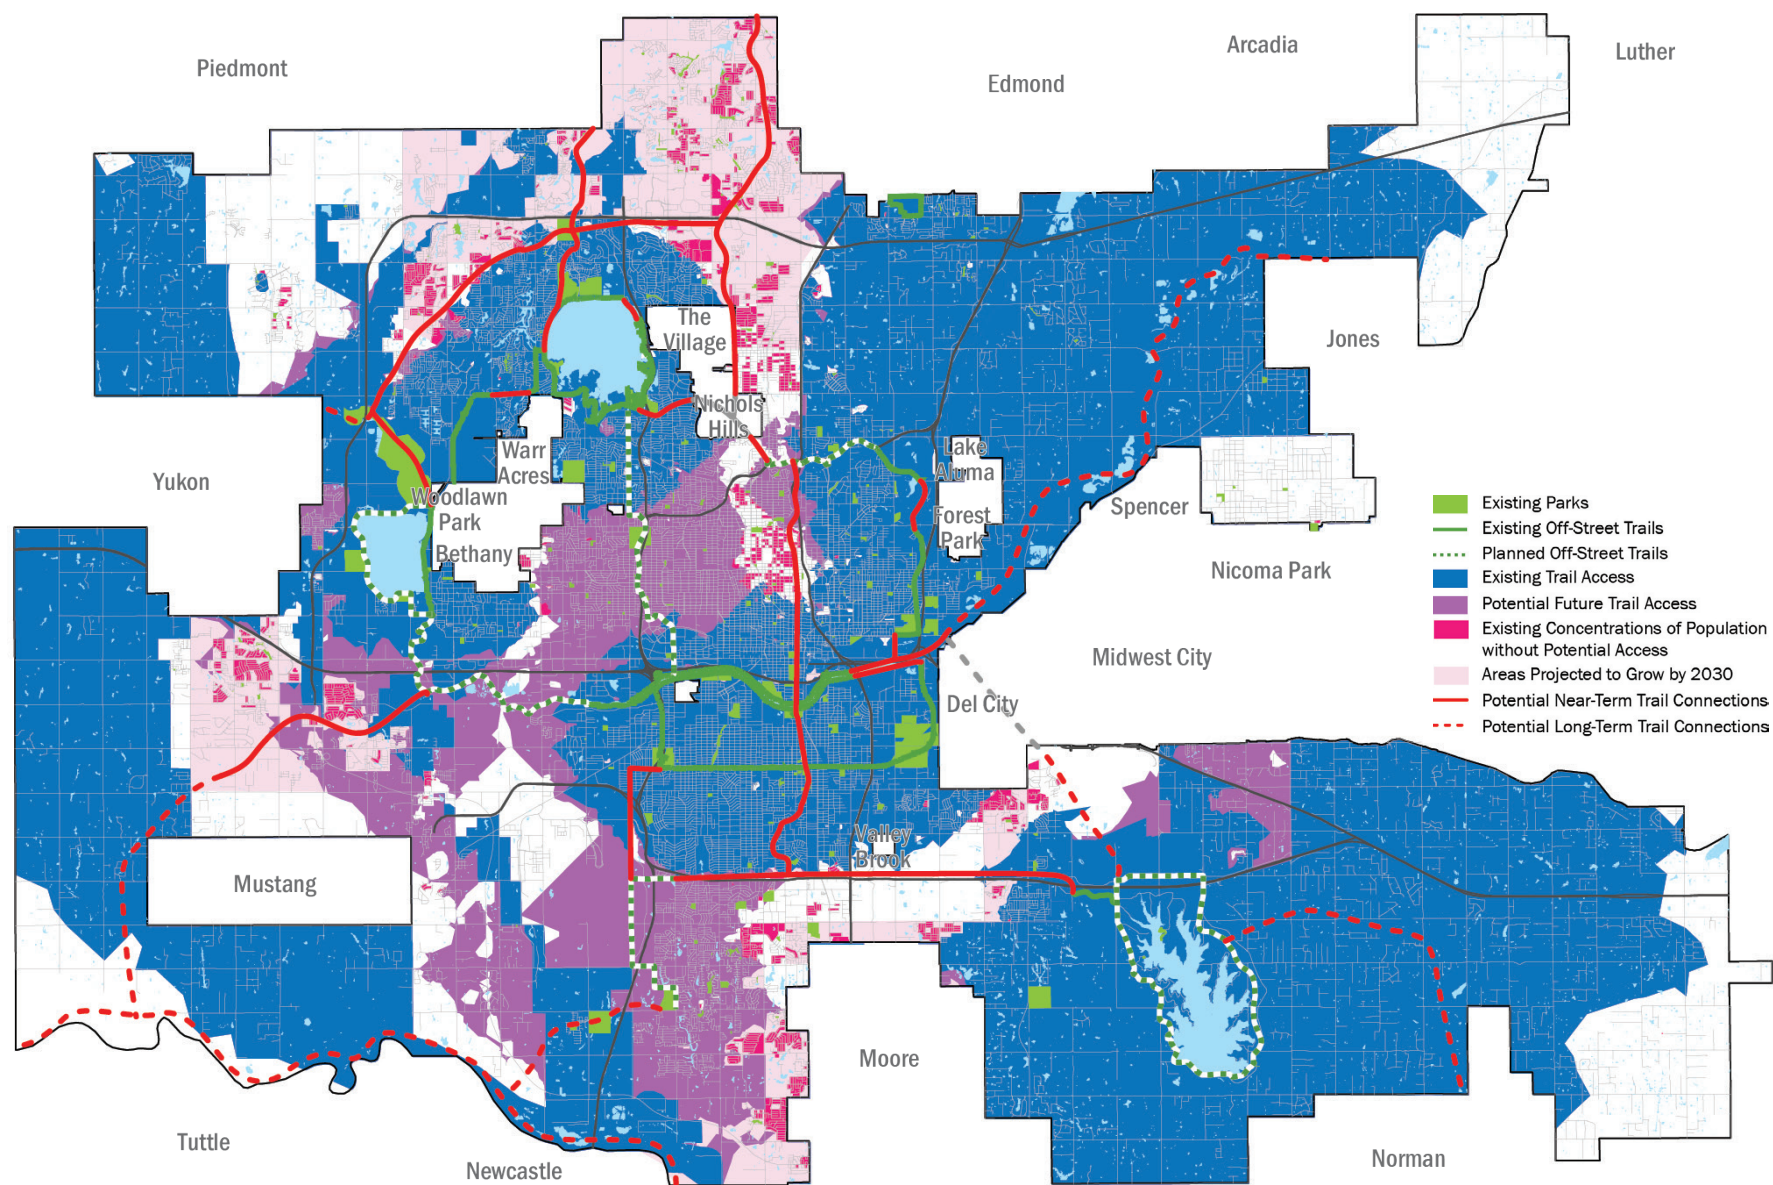 Piedmont
Arcadia
Luther
Edmond
The
Village
Jones
Nichols
Hills
Warr
Acres
Lake
Aluma
Yukon
Woodlawn
Park
Bethany
Forest
Park
Spencer
Nicoma Park
Midwest City
Del City
Valley
Brook
Mustang
Moore
Tuttle
Newcastle
Norman
Existing Parks
Existing Off-Street Trails
Planned Off-Street Trails
Existing Trail Access
Potential Future Trail Access
Existing Concentrations of Population
without Potential Access
Areas Projected to Grow by 2030
Potential Near-Term Trail Connections
Potential Long-Term Trail Connections